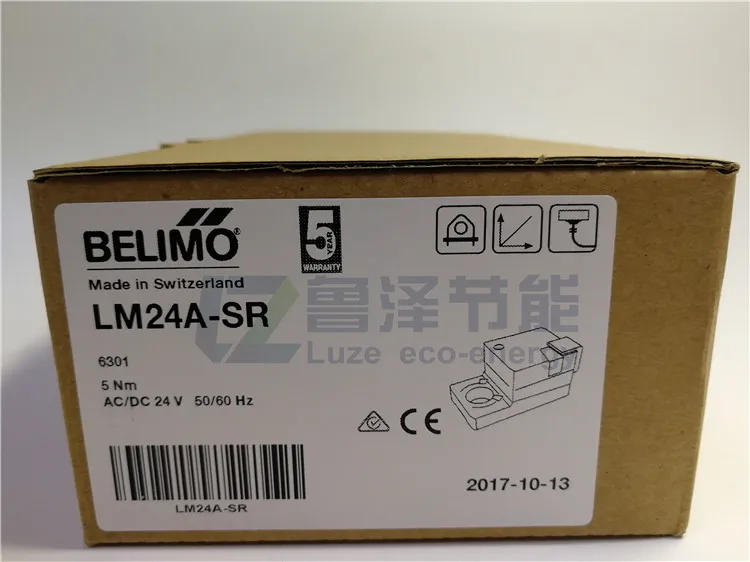 BELIMO®
5 YEAR
WARRANTY
Made in Switzerland
LM24A-SR
鲁泽节能
Luze eco-energy
6301
5 Nm
AC/DC 24 V 50/60 Hz
CE
LM24A-SR
2017-10-13